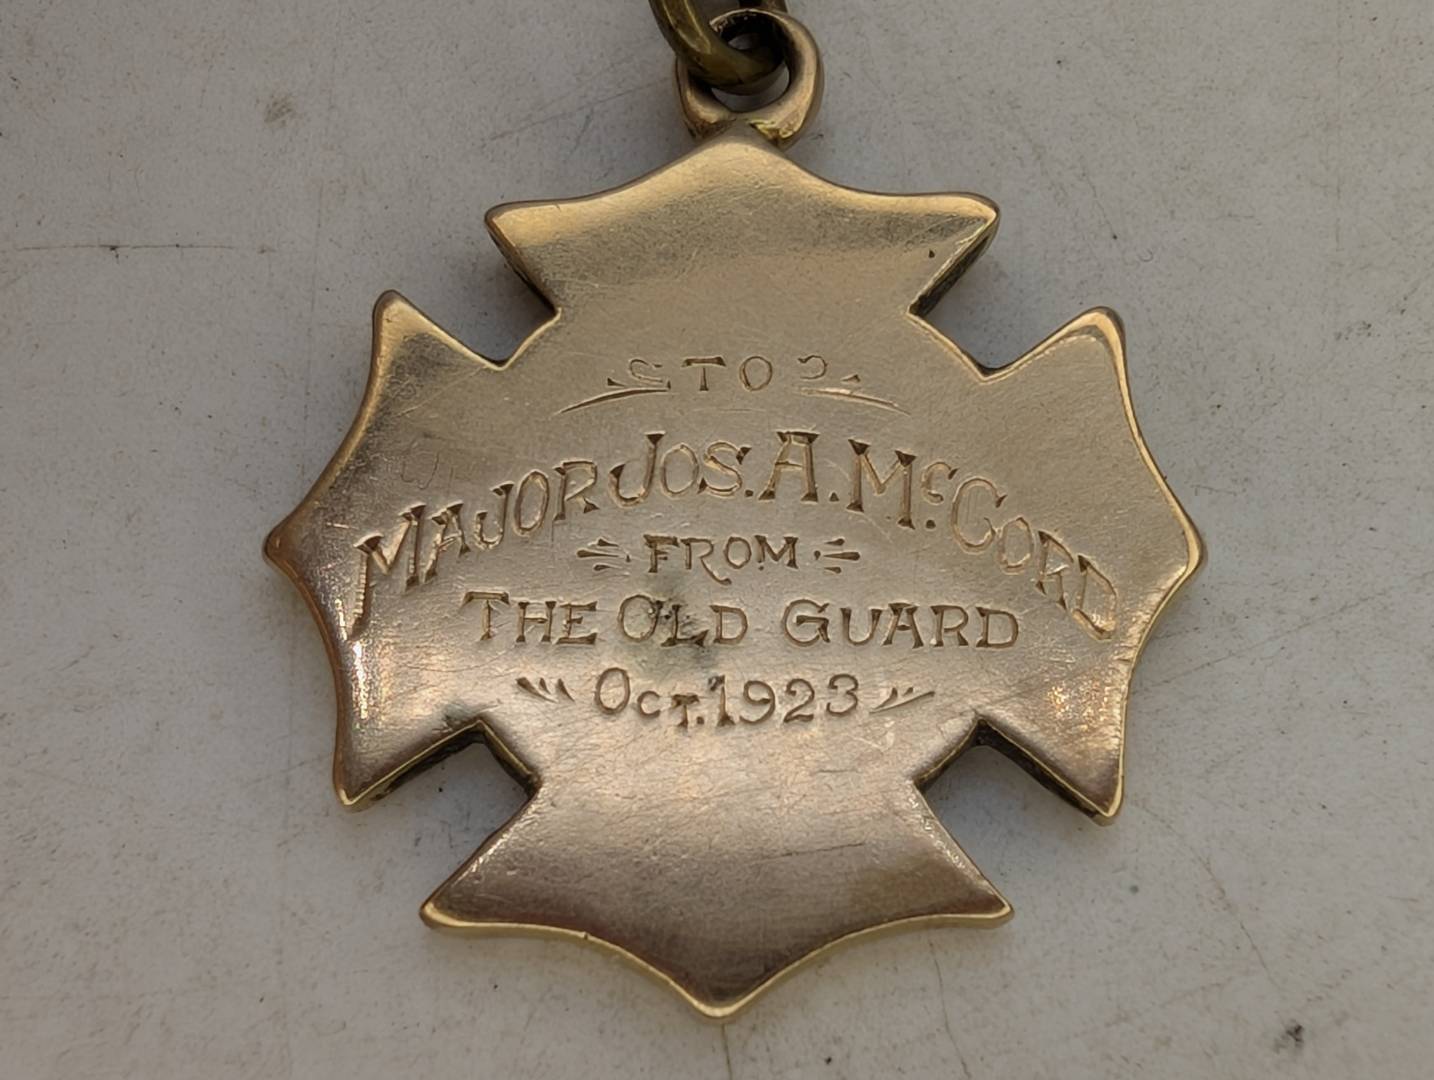 TO
MAJOR JOS. A. McCORD
FROM
THE OLD GUARD
OCT. 1923